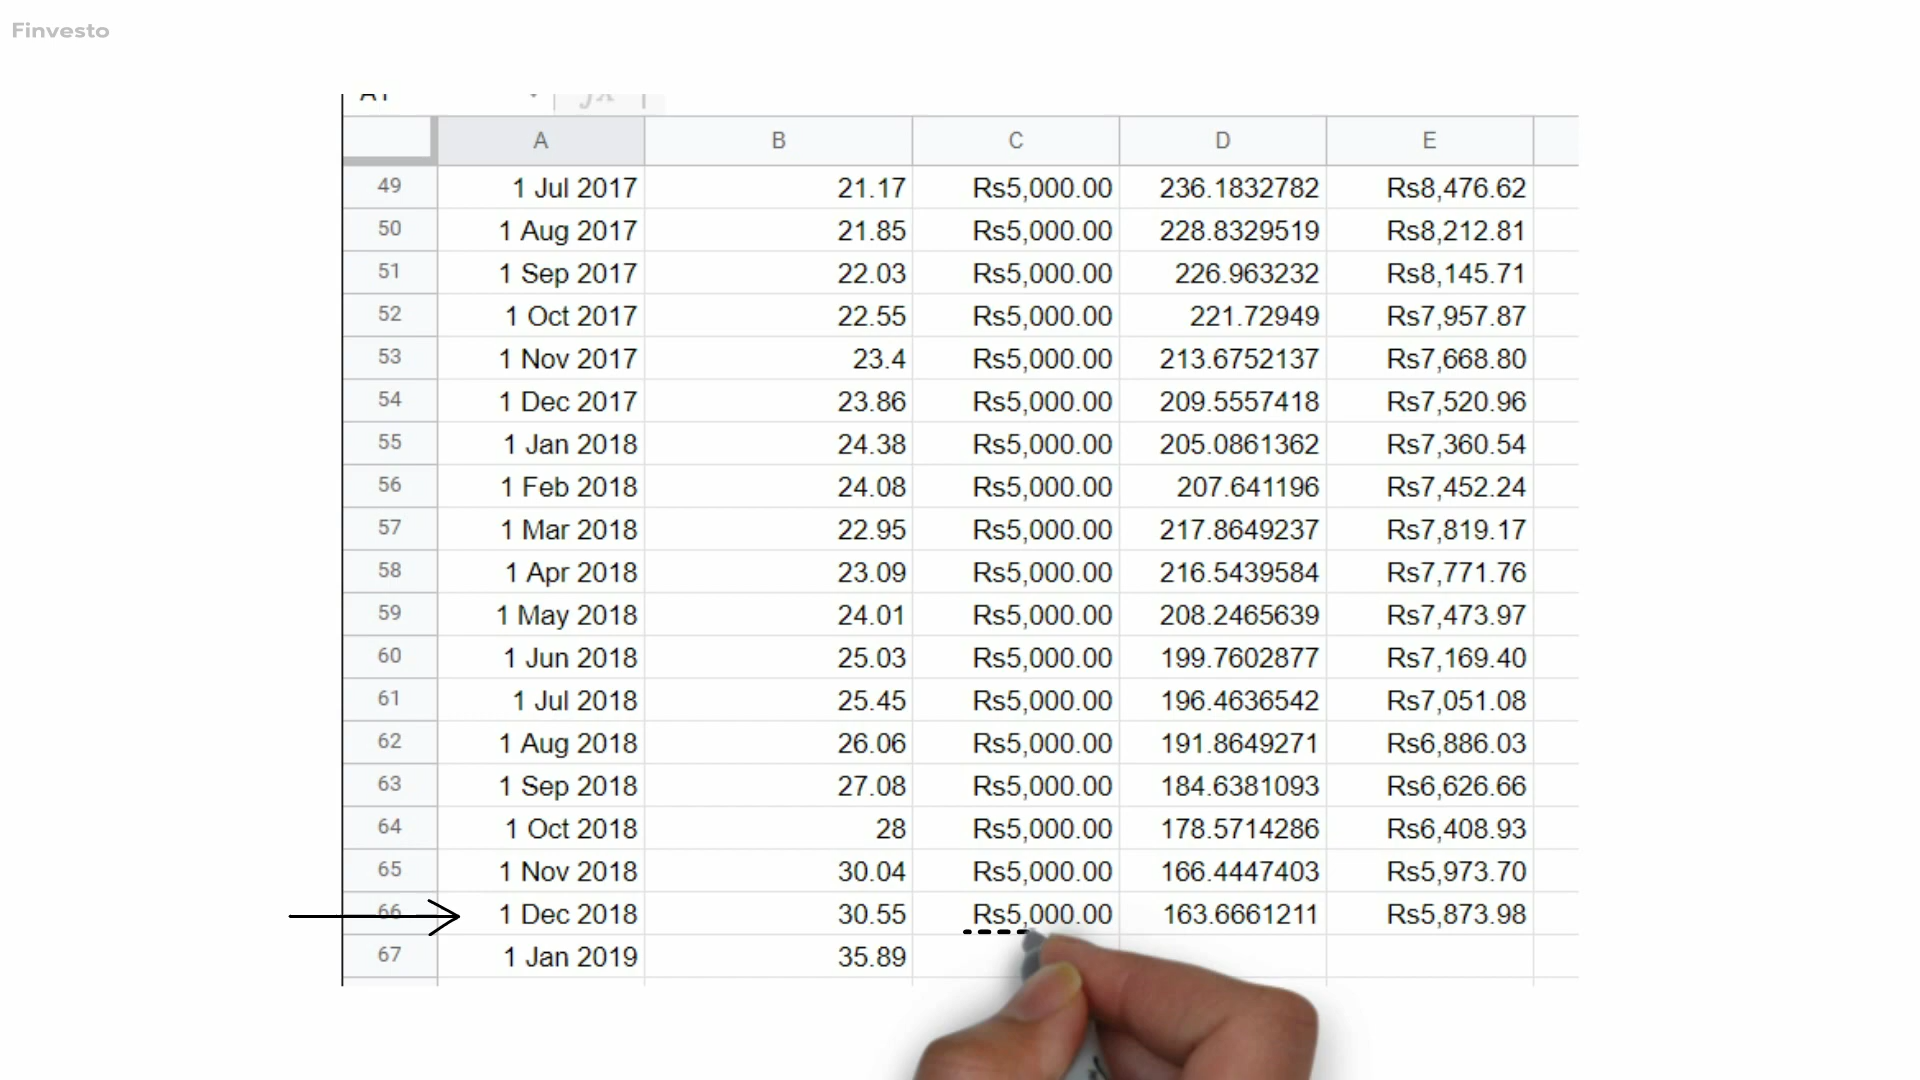 Finvesto
A B C D E
49 1 Jul 2017 21.17 Rs5,000.00 236.1832782 Rs8,476.62
50 1 Aug 2017 21.85 Rs5,000.00 228.8329519 Rs8,212.81
51 1 Sep 2017 22.03 Rs5,000.00 226.963232 Rs8,145.71
52 1 Oct 2017 22.55 Rs5,000.00 221.72949 Rs7,957.87
53 1 Nov 2017 23.4 Rs5,000.00 213.6752137 Rs7,668.80
54 1 Dec 2017 23.86 Rs5,000.00 209.5557418 Rs7,520.96
55 1 Jan 2018 24.38 Rs5,000.00 205.0861362 Rs7,360.54
56 1 Feb 2018 24.08 Rs5,000.00 207.641196 Rs7,452.24
57 1 Mar 2018 22.95 Rs5,000.00 217.8649237 Rs7,819.17
58 1 Apr 2018 23.09 Rs5,000.00 216.5439584 Rs7,771.76
59 1 May 2018 24.01 Rs5,000.00 208.2465639 Rs7,473.97
60 1 Jun 2018 25.03 Rs5,000.00 199.7602877 Rs7,169.40
61 1 Jul 2018 25.45 Rs5,000.00 196.4636542 Rs7,051.08
62 1 Aug 2018 26.06 Rs5,000.00 191.8649271 Rs6,886.03
63 1 Sep 2018 27.08 Rs5,000.00 184.6381093 Rs6,626.66
64 1 Oct 2018 28 Rs5,000.00 178.5714286 Rs6,408.93
65 1 Nov 2018 30.04 Rs5,000.00 166.4447403 Rs5,973.70
66 1 Dec 2018 30.55 Rs5,000.00 163.6661211 Rs5,873.98
67 1 Jan 2019 35.89